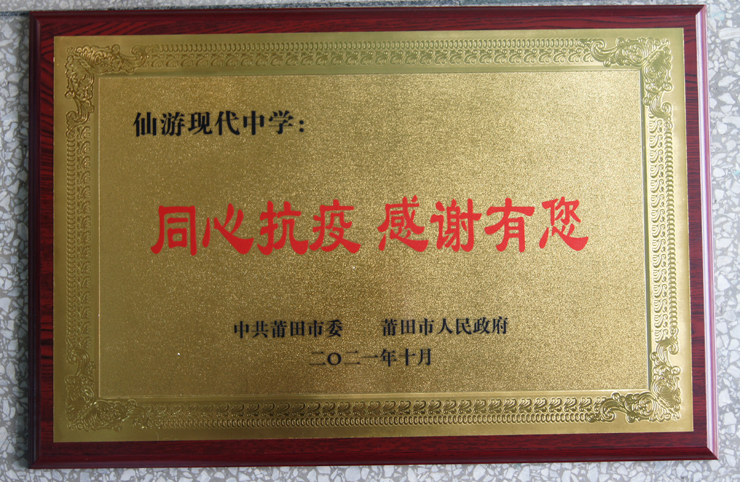 仙游现代中学：
同心抗疫 感谢有您
中共莆田市委 莆田市人民政府
二〇二一年十月